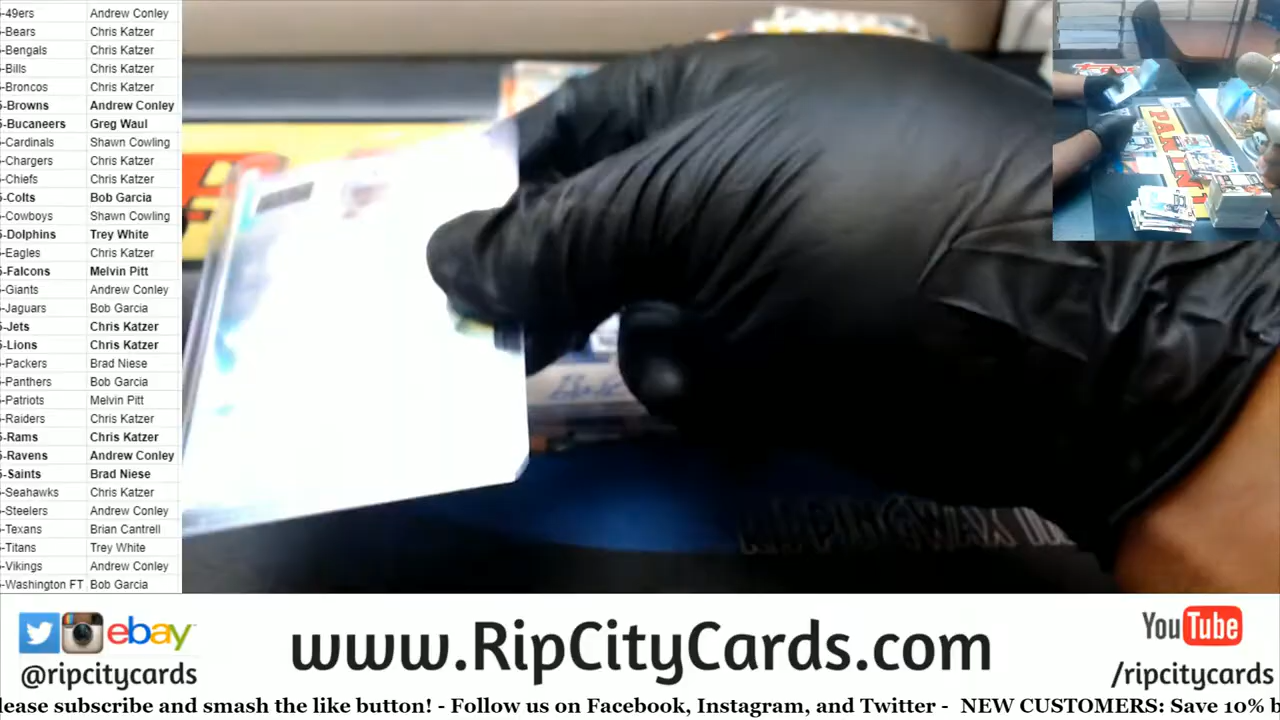 -49ers Andrew Conley
-Bears Chris Katzer
-Bengals Chris Katzer
-Bills Chris Katzer
-Broncos Chris Katzer
-Browns Andrew Conley
-Bucaneers Greg Waul
-Cardinals Shawn Cowling
-Chargers Chris Katzer
-Chiefs Chris Katzer
-Colts Bob Garcia
-Cowboys Shawn Cowling
-Dolphins Trey White
-Eagles Chris Katzer
-Falcons Melvin Pitt
-Giants Andrew Conley
-Jaguars Bob Garcia
-Jets Chris Katzer
-Lions Chris Katzer
-Packers Brad Niese
-Panthers Bob Garcia
-Patriots Melvin Pitt
-Raiders Chris Katzer
-Rams Chris Katzer
-Ravens Andrew Conley
-Saints Brad Niese
-Seahawks Chris Katzer
-Steelers Andrew Conley
-Texans Brian Cantrell
-Titans Trey White
-Vikings Andrew Conley
-Washington FT Bob Garcia
PANINI
ebay
@ripcitycards
www.RipCityCards.com
YouTube
/ripcitycards
lease subscribe and smash the like button! - Follow us on Facebook, Instagram, and Twitter - NEW CUSTOMERS: Save 10%